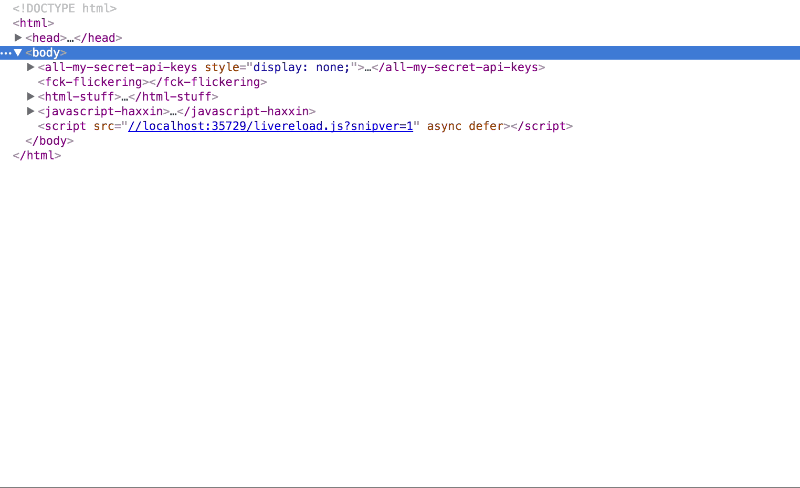 <!DOCTYPE html>
<html>
<head>…</head>
<body>
<all-my-secret-api-keys style="display: none;">…</all-my-secret-api-keys>
<fck-flickering></fck-flickering>
<html-stuff>…</html-stuff>
<javascript-haxxin>…</javascript-haxxin>
<script src="//localhost:35729/livereload.js?snipver=1" async defer></script>
</body>
</html>